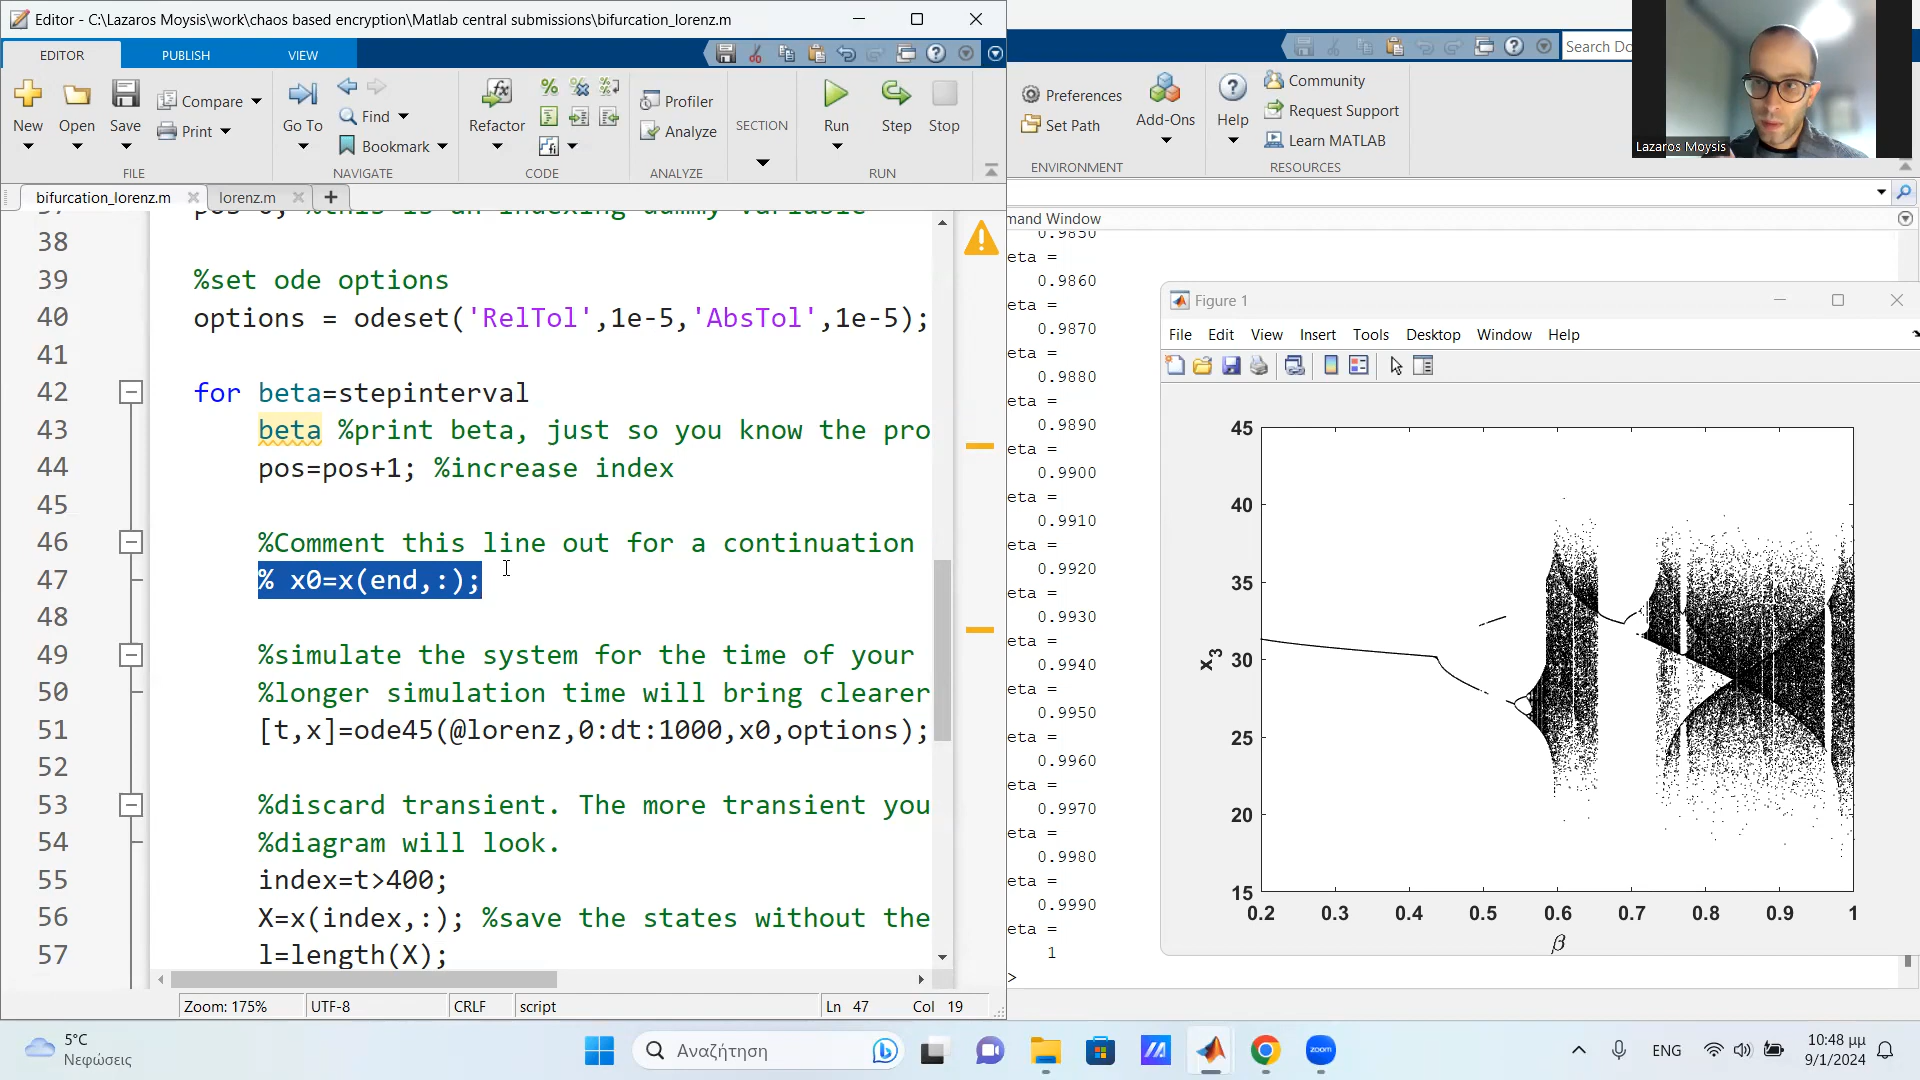 Editor - C:\Lazaros Moysis\work\chaos based encryption\Matlab central submissions\bifurcation_lorenz.m
EDITOR PUBLISH VIEW
New
Open
Save
Compare
Print
FILE
Go To
Find
Bookmark
NAVIGATE
Refactor
CODE
Profiler
Analyze
ANALYZE
SECTION
Run
Step
Stop
RUN
Preferences
Set Path
ENVIRONMENT
Add-Ons
Help
Community
Request Support
Learn MATLAB
RESOURCES
Search Do
Lazaros Moysis
bifurcation_lorenz.m
lorenz.m
38
39 %set ode options
40 options = odeset('RelTol',1e-5,'AbsTol',1e-5);
41
42 for beta=stepinterval
43 beta %print beta, just so you know the pro
44 pos=pos+1; %increase index
45
46 %Comment this line out for a continuation
47 % x0=x(end,:);
48
49 %simulate the system for the time of your
50 %longer simulation time will bring clearer
51 [t,x]=ode45(@lorenz,0:dt:1000,x0,options);
52
53 %discard transient. The more transient you
54 %diagram will look.
55 index=t>400;
56 X=x(index,:); %save the states without the
57 l=length(X);
Zoom: 175% UTF-8 CRLF script Ln 47 Col 19
mand Window
0.9850
eta =
0.9860
eta =
0.9870
eta =
0.9880
eta =
0.9890
eta =
0.9900
eta =
0.9910
eta =
0.9920
eta =
0.9930
eta =
0.9940
eta =
0.9950
eta =
0.9960
eta =
0.9970
eta =
0.9980
eta =
0.9990
eta =
1
>
Figure 1
File Edit View Insert Tools Desktop Window Help
45
40
35
30
25
20
15
x3
0.2 0.3 0.4 0.5 0.6 0.7 0.8 0.9 1
β
5°C
Νεφώσεις
Αναζήτηση
zoom
ENG
10:48 μμ
9/1/2024